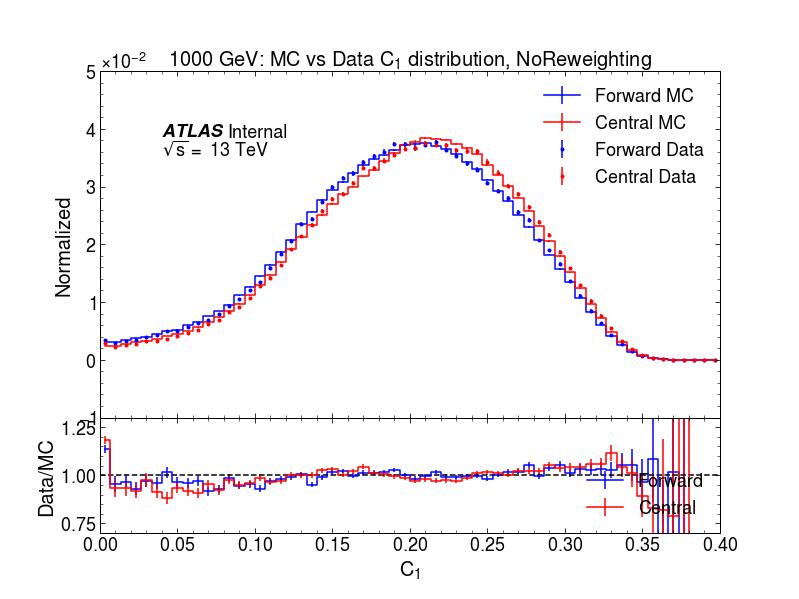 ×10⁻² 1000 GeV: MC vs Data C₁ distribution, NoReweighting
5
4
3
2
1
0
−1
Normalized
ATLAS Internal
√s = 13 TeV
Forward MC
Central MC
Forward Data
Central Data
1.25
1.00
0.75
Data/MC
Forward
Central
0.00 0.05 0.10 0.15 0.20 0.25 0.30 0.35 0.40
C₁